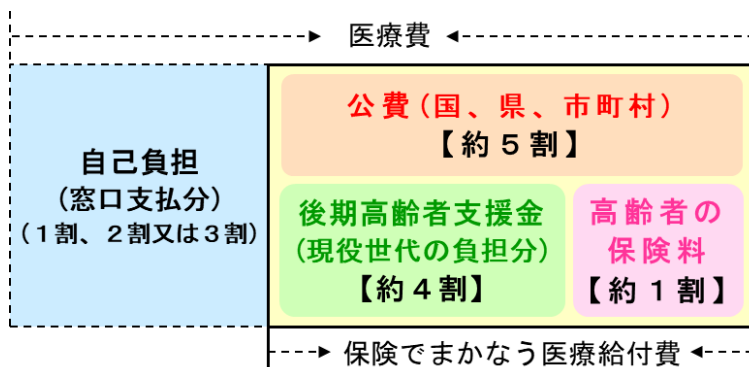 医療費
自己負担
(窓口支払分)
(1割、2割又は3割)
公費(国、県、市町村)
【約5割】
後期高齢者支援金
(現役世代の負担分)
【約4割】
高齢者の
保険料
【約1割】
保険でまかなう医療給付費